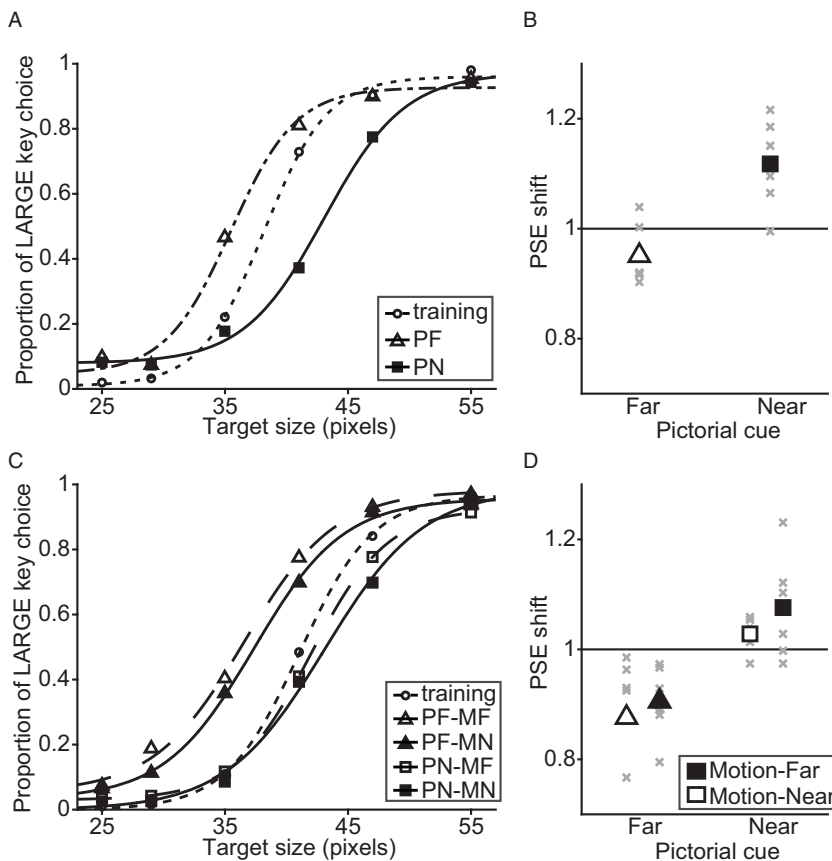 A
Proportion of LARGE key choice
1
0.8
0.6
0.4
0.2
0
25 35 45 55
Target size (pixels)
training
PF
PN
B
PSE shift
1.2
1
0.8
Far Near
Pictorial cue
C
Proportion of LARGE key choice
1
0.8
0.6
0.4
0.2
0
25 35 45 55
Target size (pixels)
training
PF-MF
PF-MN
PN-MF
PN-MN
D
PSE shift
1.2
1
0.8
Far Near
Pictorial cue
Motion-Far
Motion-Near